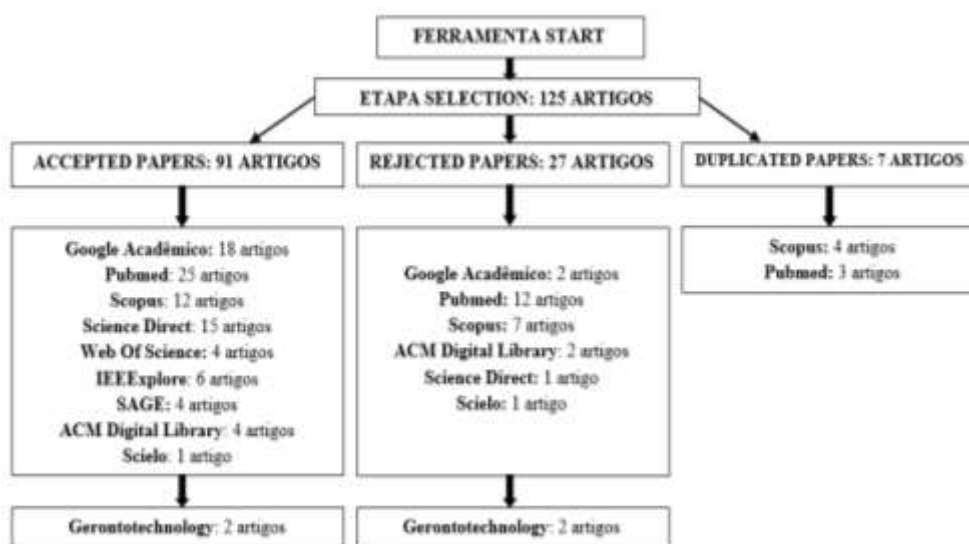 FERRAMENTA START
ETAPA SELECTION: 125 ARTIGOS
ACCEPTED PAPERS: 91 ARTIGOS
REJECTED PAPERS: 27 ARTIGOS
DUPLICATED PAPERS: 7 ARTIGOS
Google Acadêmico: 18 artigos
Pubmed: 25 artigos
Scopus: 12 artigos
Science Direct: 15 artigos
Web Of Science: 4 artigos
IEEExplore: 6 artigos
SAGE: 4 artigos
ACM Digital Library: 4 artigos
Scielo: 1 artigo
Google Acadêmico: 2 artigos
Pubmed: 12 artigos
Scopus: 7 artigos
ACM Digital Library: 2 artigos
Science Direct: 1 artigo
Scielo: 1 artigo
Scopus: 4 artigos
Pubmed: 3 artigos
Gerontotechnology: 2 artigos
Gerontotechnology: 2 artigos